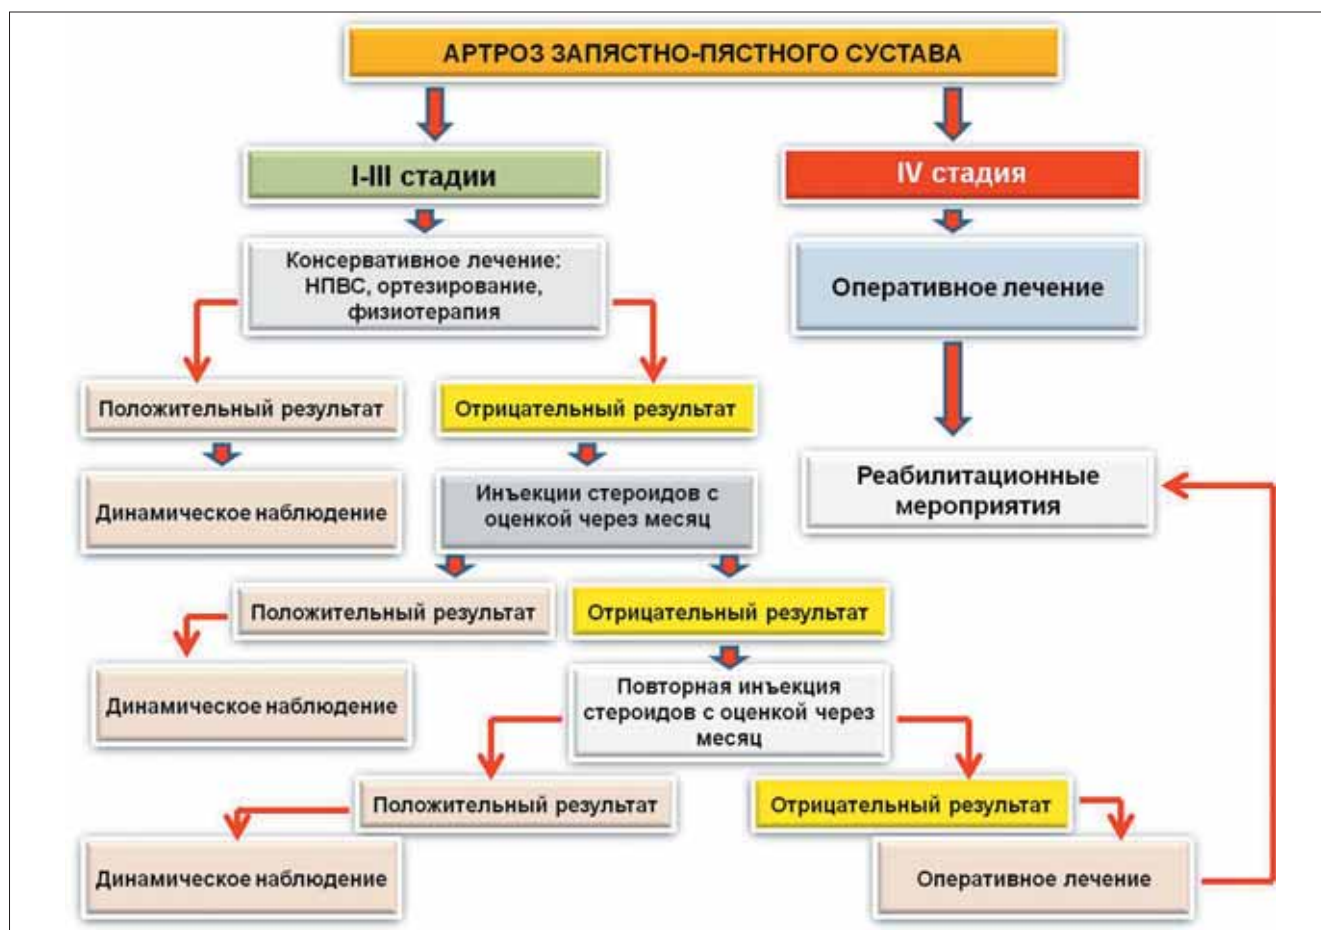 АРТРОЗ ЗАПЯСТНО-ПЯСТНОГО СУСТАВА
I-III стадии
IV стадия
Консервативное лечение:
НПВС, ортезирование,
физиотерапия
Оперативное лечение
Положительный результат
Отрицательный результат
Динамическое наблюдение
Инъекции стероидов с
оценкой через месяц
Реабилитационные
мероприятия
Положительный результат
Отрицательный результат
Динамическое наблюдение
Повторная инъекция
стероидов с оценкой через
месяц
Положительный результат
Отрицательный результат
Динамическое наблюдение
Оперативное лечение